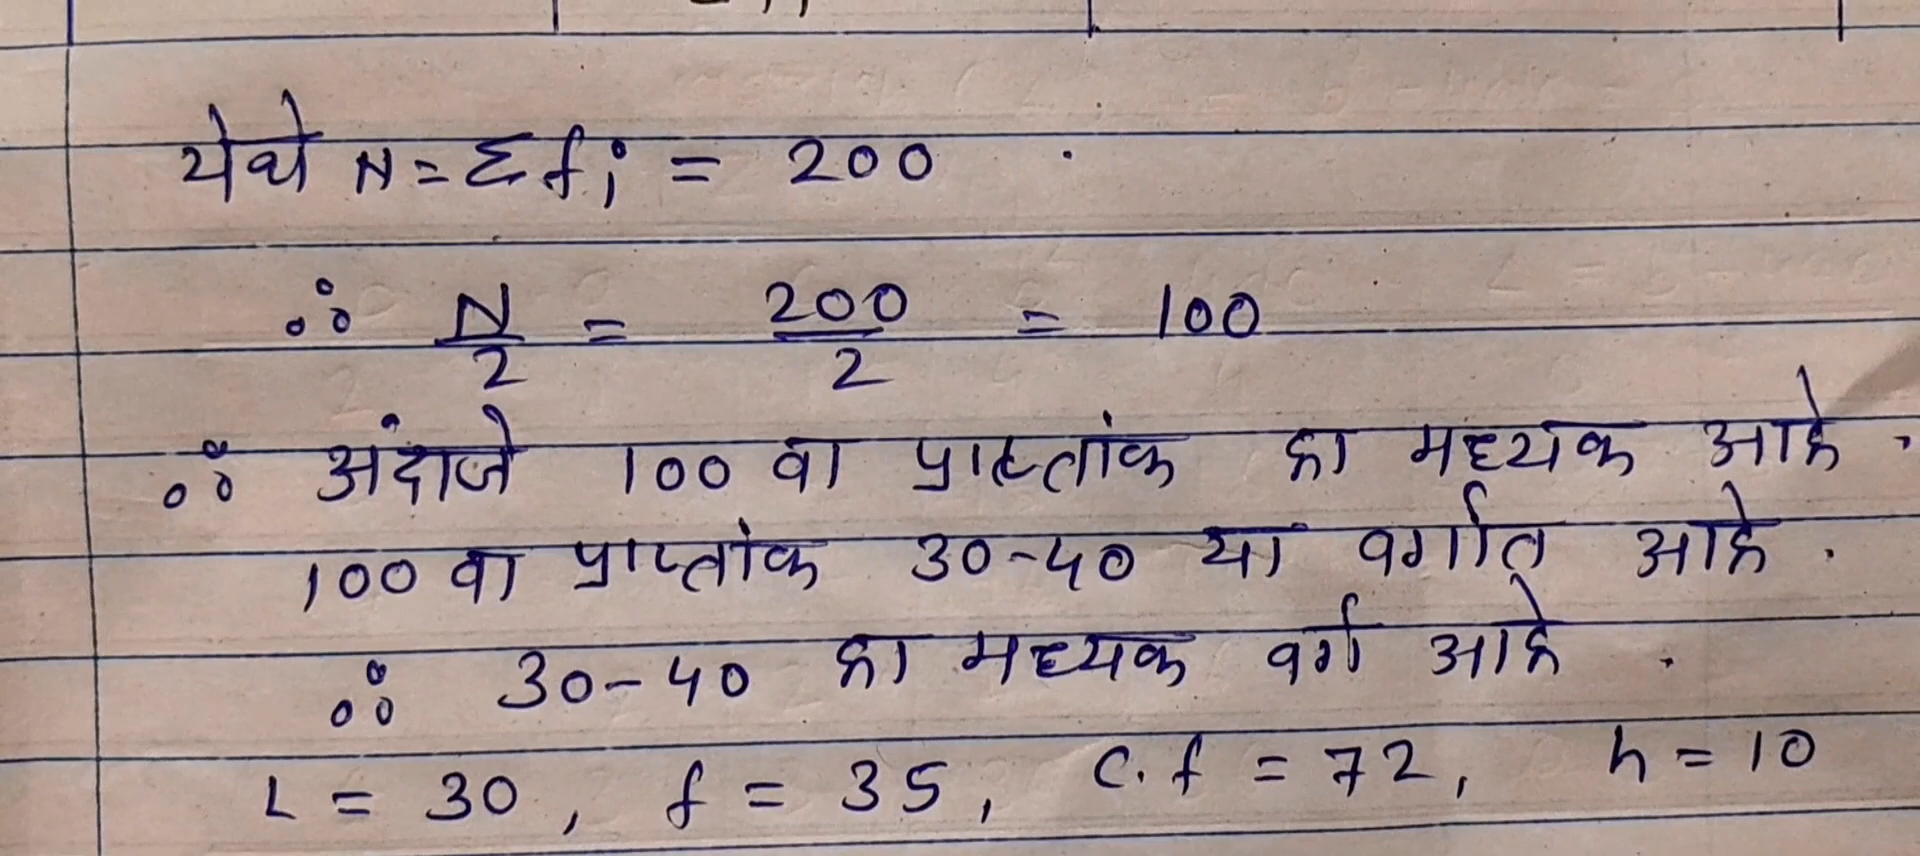 येथे N = Σfi = 200
∴ N/2 = 200/2 = 100
∴ अंदाजे 100 वा प्राप्तांक हा मध्यक आहे.
100 वा प्राप्तांक 30-40 या वर्गात आहे.
∴ 30-40 हा मध्यक वर्ग आहे.
L = 30, f = 35, c.f = 72, h = 10